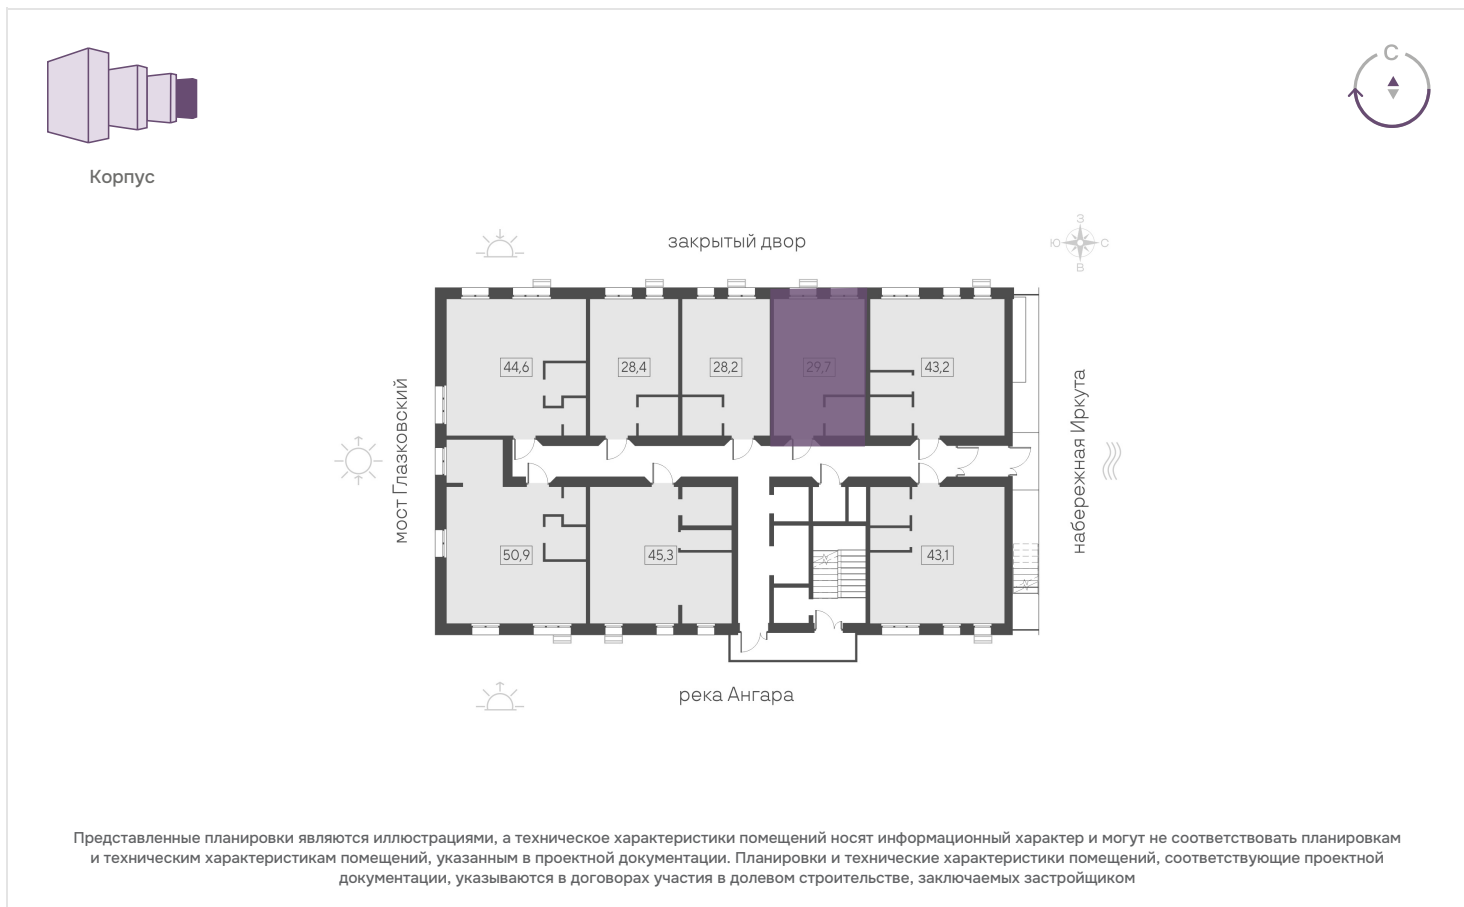 С
Корпус
закрытый двор
З
Ю
С
В
44,6
28,4
28,2
29,7
43,2
мост Глазковский
набережная Иркута
50,9
45,3
43,1
река Ангара
Представленные планировки являются иллюстрациями, а техническое характеристики помещений носят информационный характер и могут не соответствовать планировкам
и техническим характеристикам помещений, указанным в проектной документации. Планировки и технические характеристики помещений, соответствующие проектной
документации, указываются в договорах участия в долевом строительстве, заключаемых застройщиком